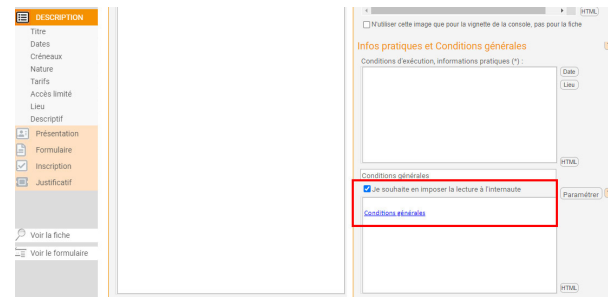 DESCRIPTION
Titre
Dates
Créneaux
Nature
Tarifs
Accès limité
Lieu
Descriptif
Présentation
Formulaire
Inscription
Justificatif
Voir la fiche
Voir le formulaire
HTML
N'utiliser cette image que pour la vignette de la console, pas pour la fiche
Infos pratiques et Conditions générales
Conditions d'exécution, informations pratiques (*) :
Date
Lieu
HTML
Conditions générales
Je souhaite en imposer la lecture à l'internaute
Paramétrer
Conditions générales
HTML